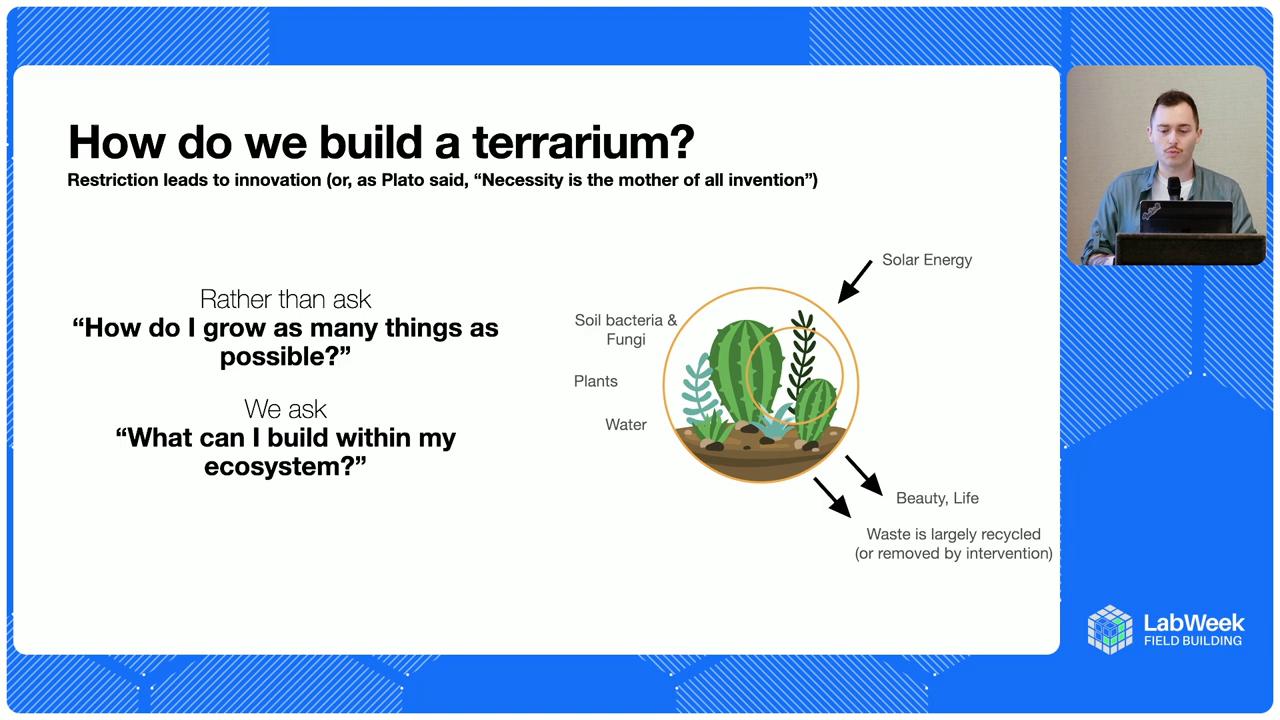 How do we build a terrarium?
Restriction leads to innovation (or, as Plato said, “Necessity is the mother of all invention”)
Rather than ask
“How do I grow as many things as
possible?”
We ask
“What can I build within my
ecosystem?”
Solar Energy
Soil bacteria &
Fungi
Plants
Water
Beauty, Life
Waste is largely recycled
(or removed by intervention)
LabWeek
FIELD BUILDING